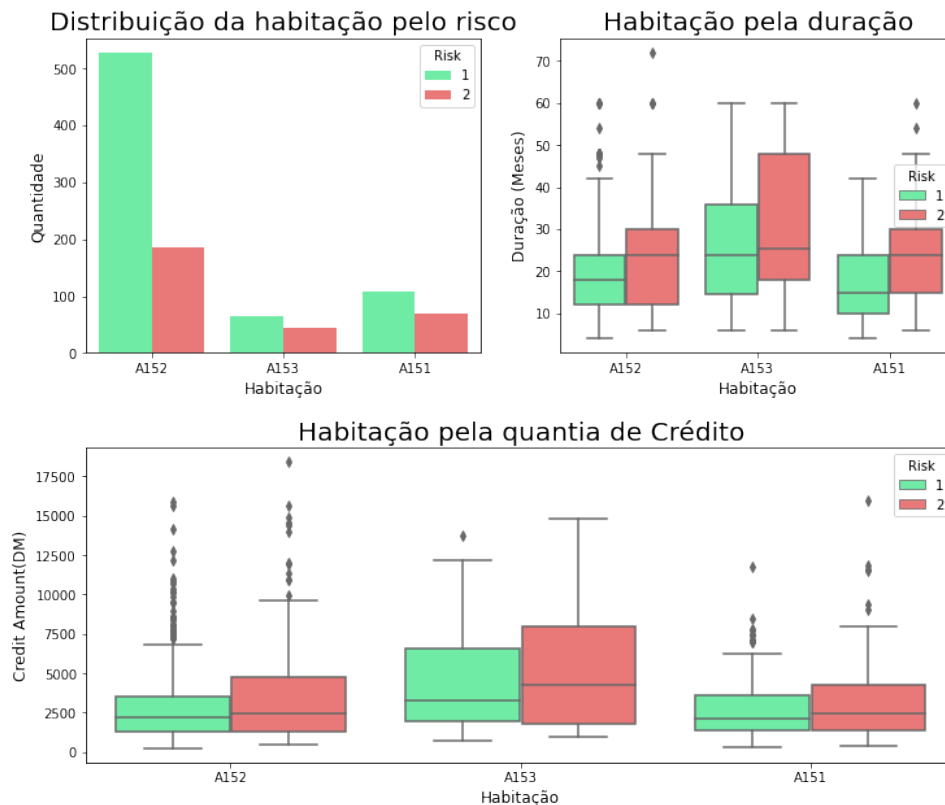 Distribuição da habitação pelo risco
Risk
1
2
500
400
300
200
100
0
Quantidade
A152
A153
A151
Habitação
Habitação pela duração
70
60
50
40
30
20
10
Duração (Meses)
Risk
1
2
A152
A153
A151
Habitação
Habitação pela quantia de Crédito
17500
15000
12500
10000
7500
5000
2500
0
Credit Amount(DM)
Risk
1
2
A152
A153
A151
Habitação